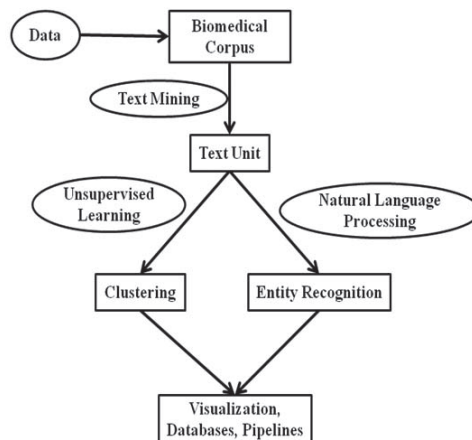 Data
Biomedical
Corpus
Text Mining
Text Unit
Unsupervised
Learning
Natural Language
Processing
Clustering
Entity Recognition
Visualization,
Databases, Pipelines